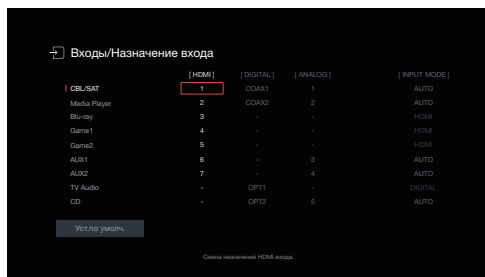 Входы/Назначение входа
[ HDMI ] [ DIGITAL ] [ ANALOG ] [ INPUT MODE ]
CBL/SAT 1 COAX1 1 AUTO
Media Player 2 COAX2 2 AUTO
Blu-ray 3 - - HDMI
Game1 4 - - HDMI
Game2 5 - - HDMI
AUX1 6 - 3 AUTO
AUX2 7 - 4 AUTO
TV Audio - OPT1 - DIGITAL
CD - OPT2 5 AUTO
Уст.по умолч.
Смена назначений HDMI-входа.